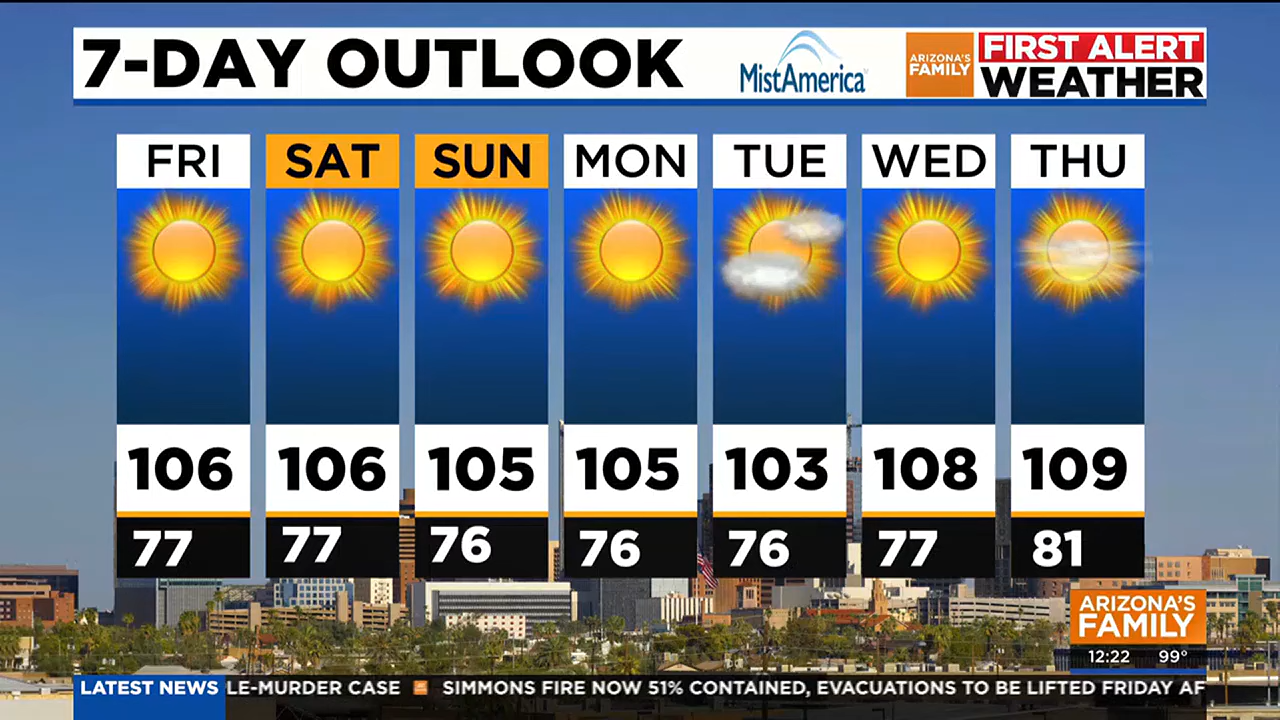 7-DAY OUTLOOK
MistAmerica
ARIZONA'S
FAMILY
FIRST ALERT
WEATHER
FRI SAT SUN MON TUE WED THU
106 106 105 105 103 108 109
77 77 76 76 76 77 81
ARIZONA'S
FAMILY
12:22 99°
LATEST NEWS LE-MURDER CASE SIMMONS FIRE NOW 51% CONTAINED, EVACUATIONS TO BE LIFTED FRIDAY AF